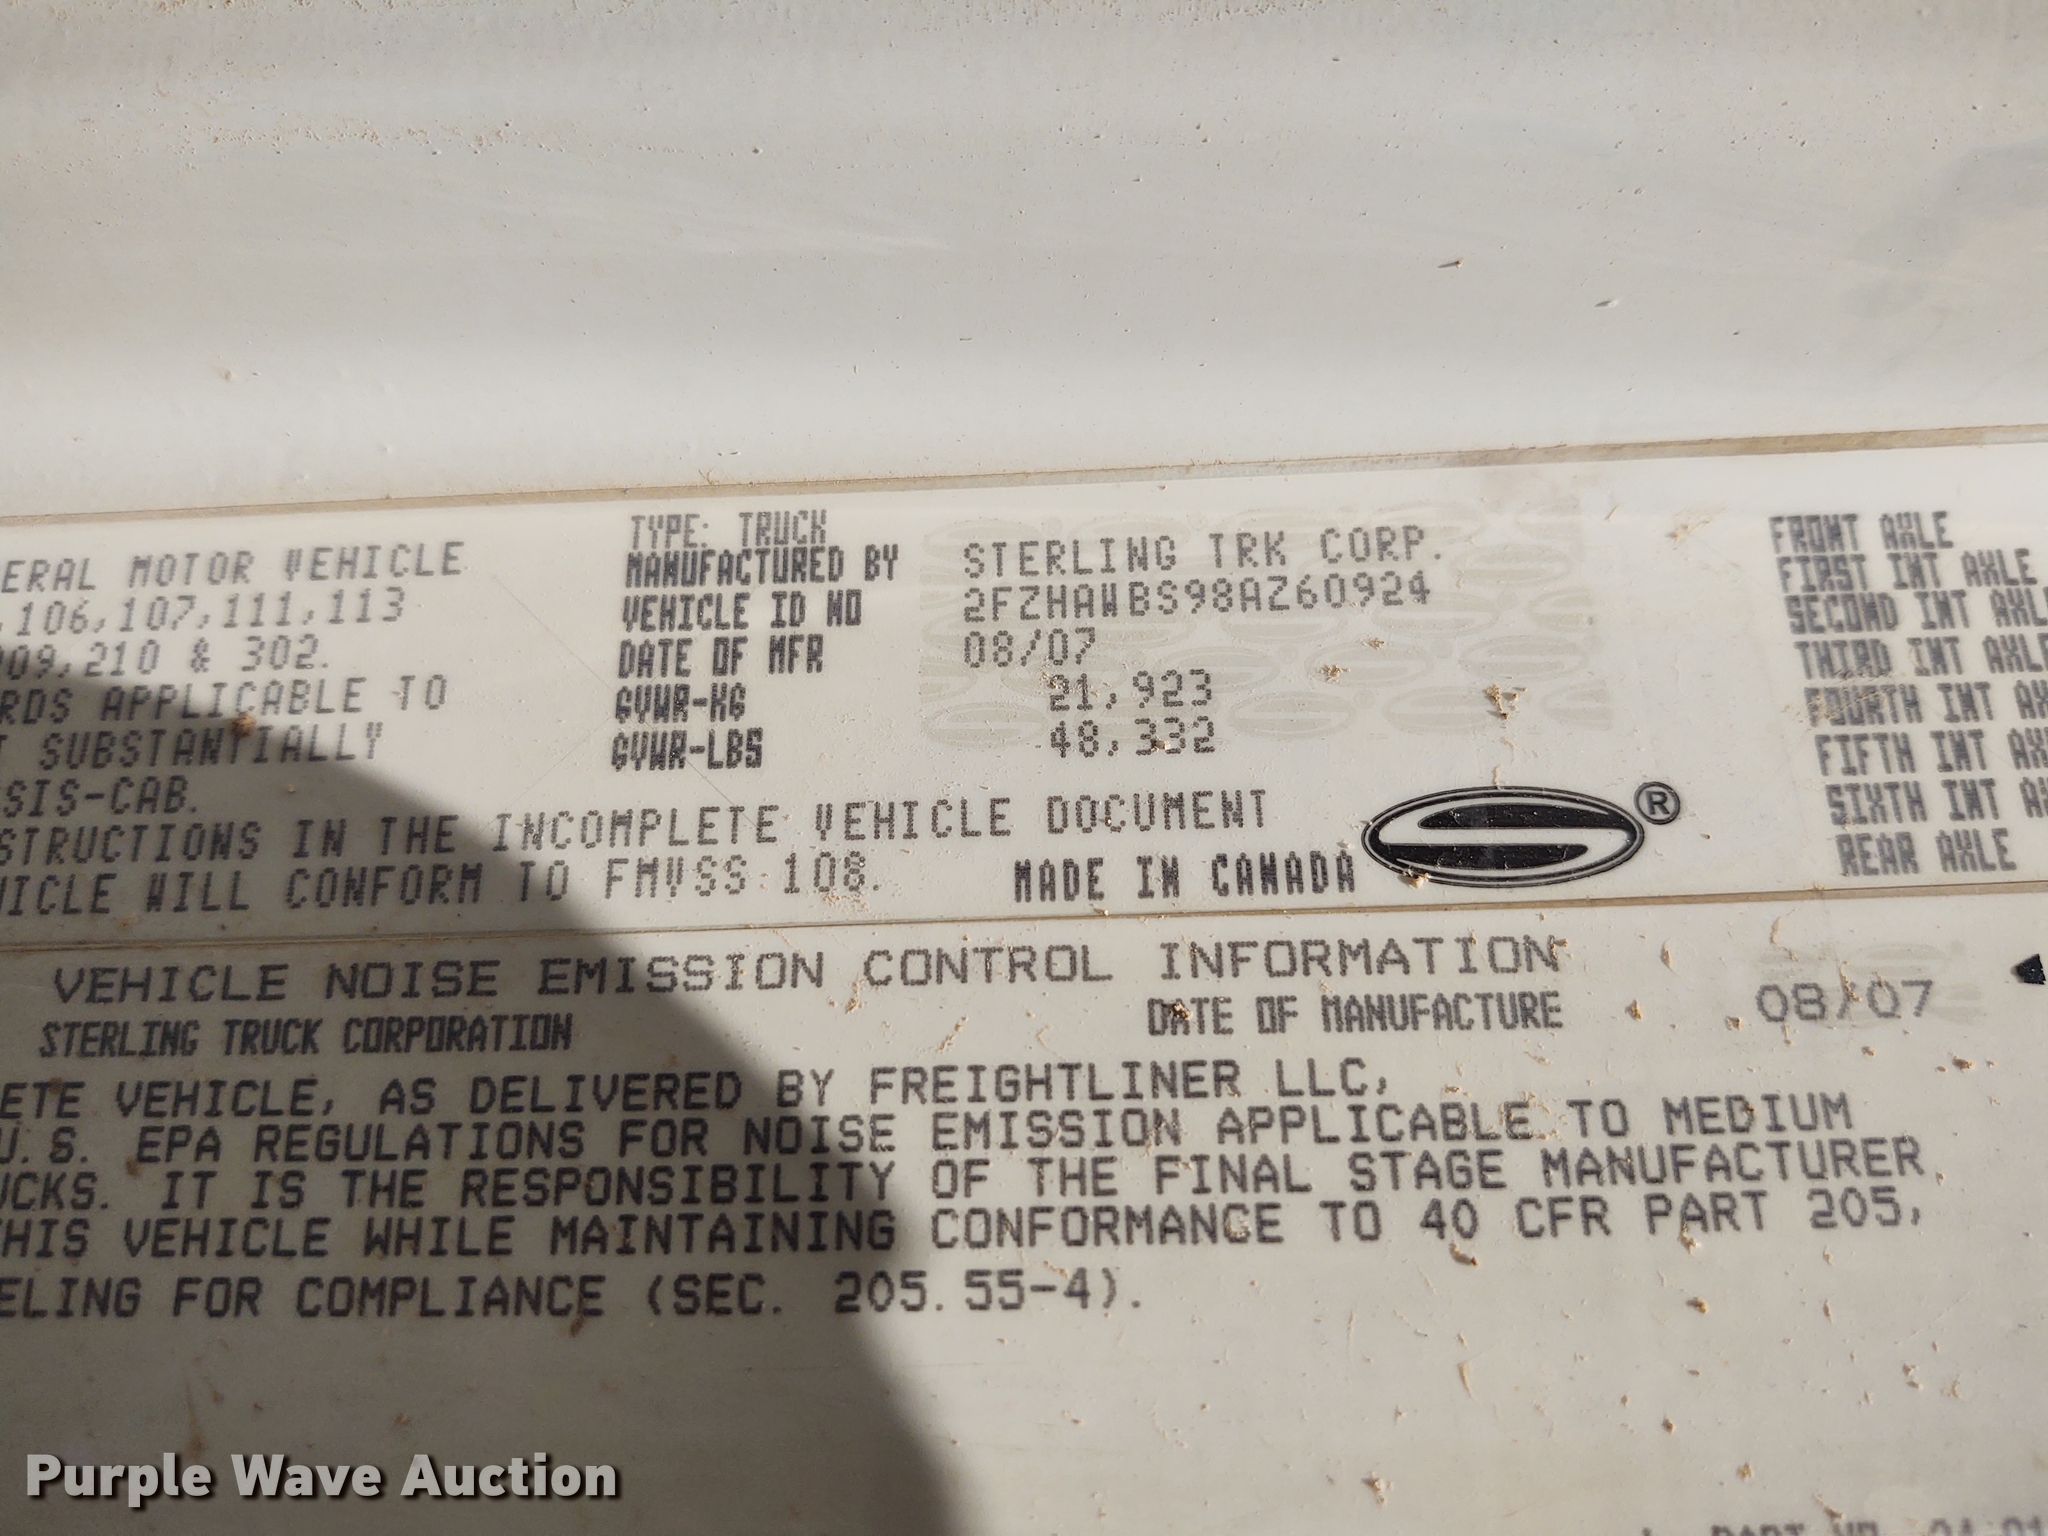 TYPE: TRUCK
ERAL MOTOR VEHICLE MANUFACTURED BY STERLING TRK CORP. FRONT AXLE
,106,107,111,113 VEHICLE ID NO 2FZHAWBS98AZ60924 FIRST INT AXLE
09,210 & 302. DATE OF MFR 08/07 SECOND INT AXLE
RDS APPLICABLE TO GVWR-KG 21,923 THIRD INT AXLE
T SUBSTANTIALLY GVWR-LBS 48,332 FOURTH INT AX
SIS-CAB. FIFTH INT AX
STRUCTIONS IN THE INCOMPLETE VEHICLE DOCUMENT ® SIXTH INT AX
HICLE WILL CONFORM TO FMVSS 108. MADE IN CANADA REAR AXLE
VEHICLE NOISE EMISSION CONTROL INFORMATION
STERLING TRUCK CORPORATION DATE OF MANUFACTURE 08/07
ETE VEHICLE, AS DELIVERED BY FREIGHTLINER LLC,
U.S. EPA REGULATIONS FOR NOISE EMISSION APPLICABLE TO MEDIUM
UCKS. IT IS THE RESPONSIBILITY OF THE FINAL STAGE MANUFACTURER
THIS VEHICLE WHILE MAINTAINING CONFORMANCE TO 40 CFR PART 205,
ELING FOR COMPLIANCE (SEC. 205.55-4).
Purple Wave Auction